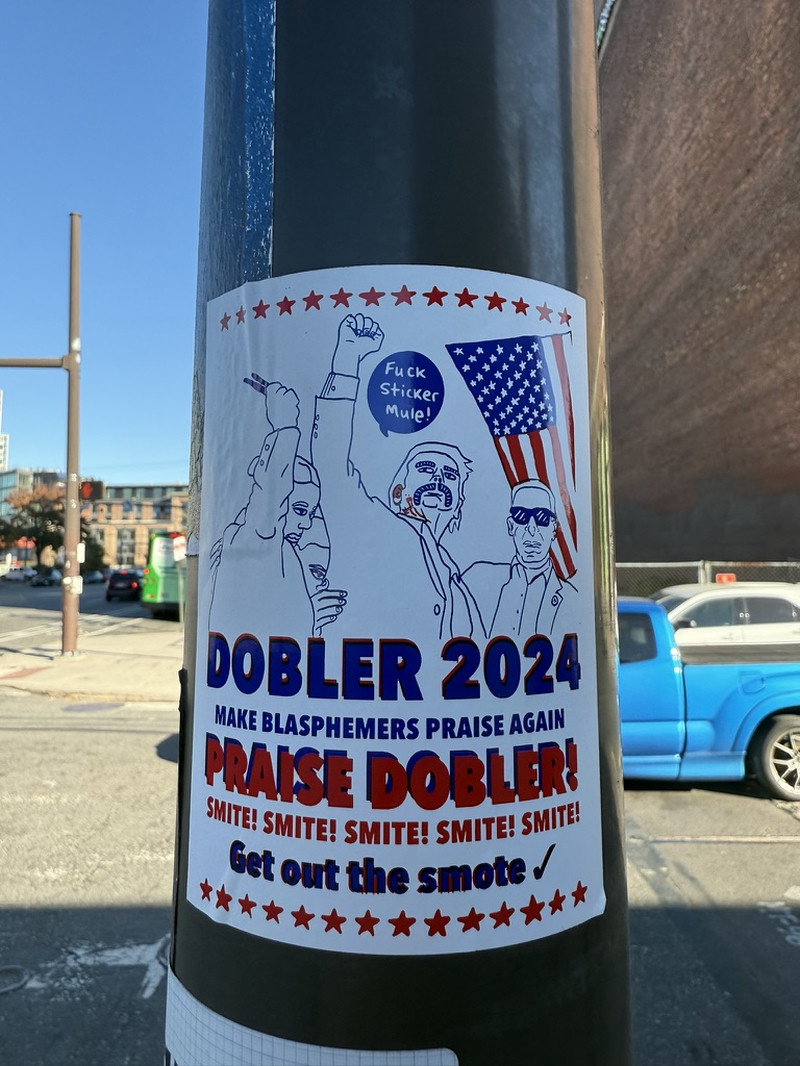 Fuck
Sticker
Mule!
DOBLER 2024
MAKE BLASPHEMERS PRAISE AGAIN
PRAISE DOBLER!
SMITE! SMITE! SMITE! SMITE! SMITE!
Get out the smote ✓